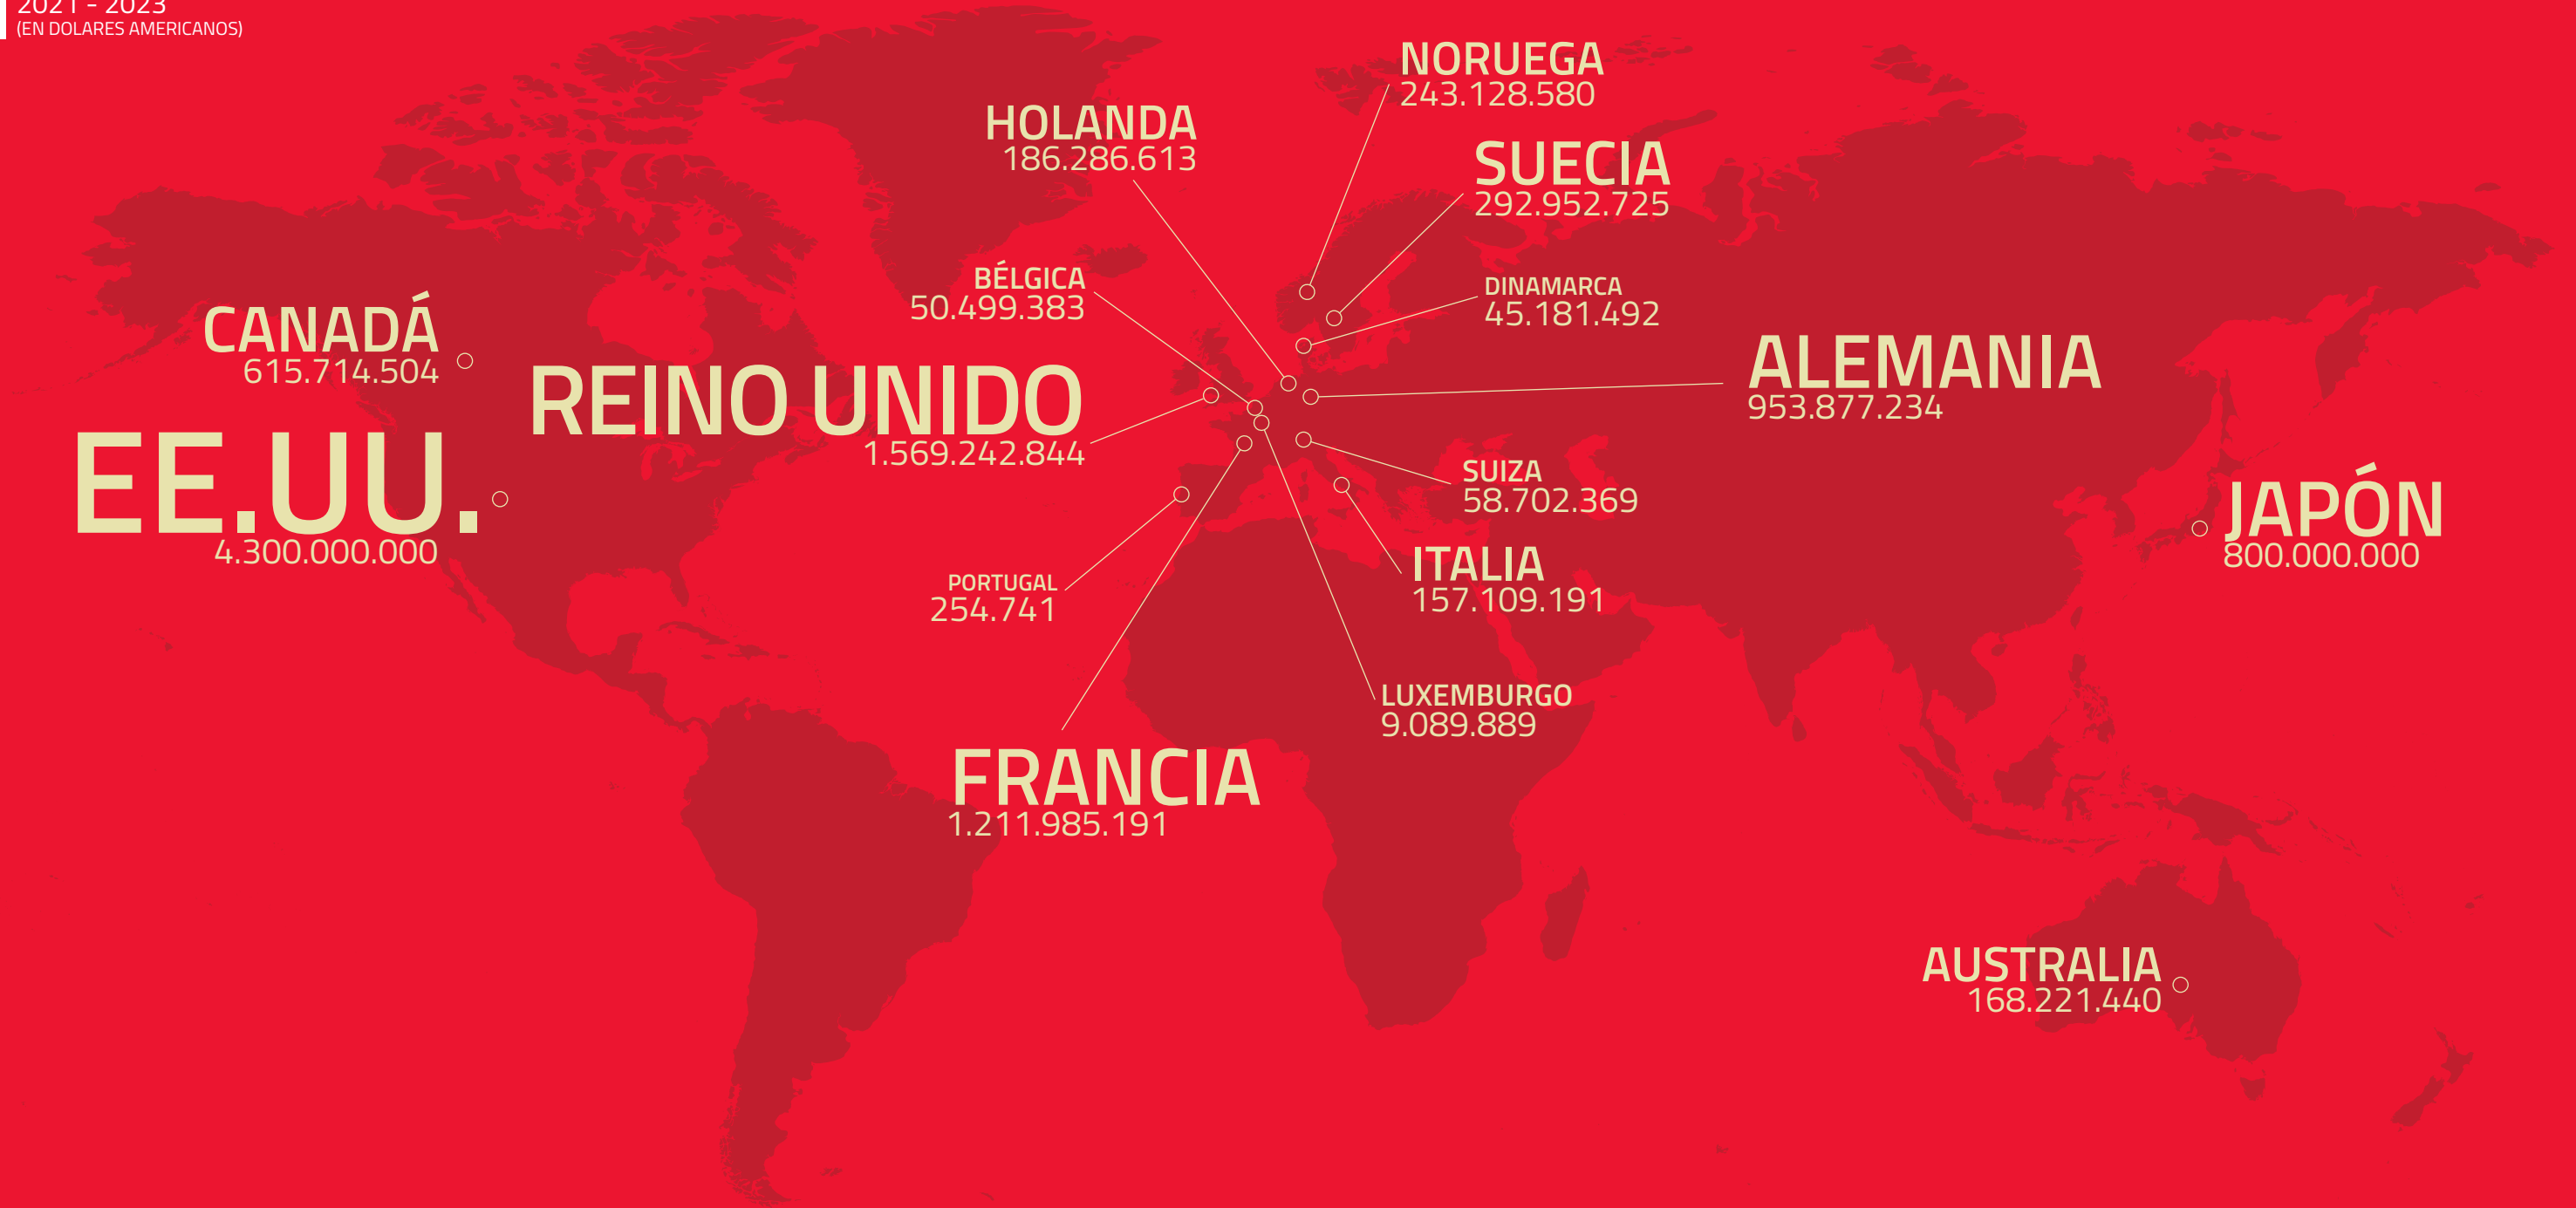 2021 - 2023
(EN DOLARES AMERICANOS)
NORUEGA
243.128.580
HOLANDA
186.286.613
SUECIA
292.952.725
BÉLGICA
50.499.383
DINAMARCA
45.181.492
CANADÁ
615.714.504
REINO UNIDO
1.569.242.844
ALEMANIA
953.877.234
EE.UU.
4.300.000.000
SUIZA
58.702.369
JAPÓN
800.000.000
ITALIA
157.109.191
PORTUGAL
254.741
LUXEMBURGO
9.089.889
FRANCIA
1.211.985.191
AUSTRALIA
168.221.440